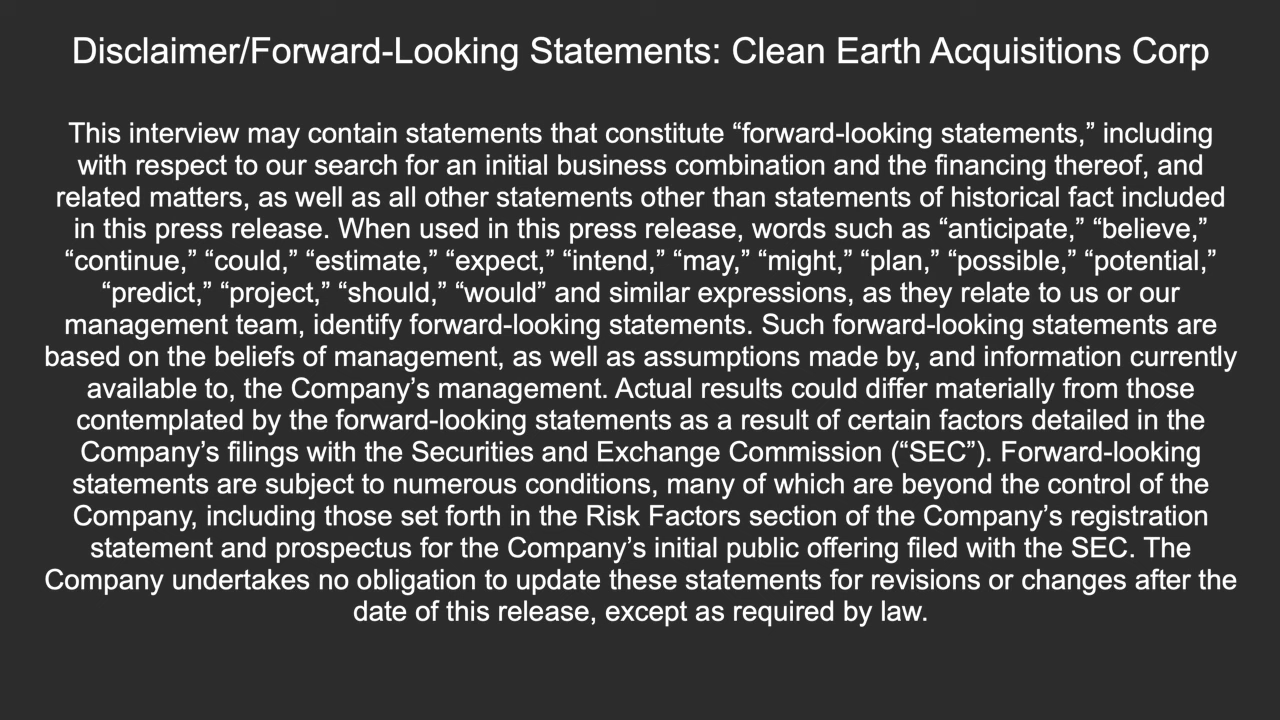 Disclaimer/Forward-Looking Statements: Clean Earth Acquisitions Corp
This interview may contain statements that constitute “forward-looking statements,” including
with respect to our search for an initial business combination and the financing thereof, and
related matters, as well as all other statements other than statements of historical fact included
in this press release. When used in this press release, words such as “anticipate,” “believe,”
“continue,” “could,” “estimate,” “expect,” “intend,” “may,” “might,” “plan,” “possible,” “potential,”
“predict,” “project,” “should,” “would” and similar expressions, as they relate to us or our
management team, identify forward-looking statements. Such forward-looking statements are
based on the beliefs of management, as well as assumptions made by, and information currently
available to, the Company’s management. Actual results could differ materially from those
contemplated by the forward-looking statements as a result of certain factors detailed in the
Company’s filings with the Securities and Exchange Commission (“SEC”). Forward-looking
statements are subject to numerous conditions, many of which are beyond the control of the
Company, including those set forth in the Risk Factors section of the Company’s registration
statement and prospectus for the Company’s initial public offering filed with the SEC. The
Company undertakes no obligation to update these statements for revisions or changes after the
date of this release, except as required by law.